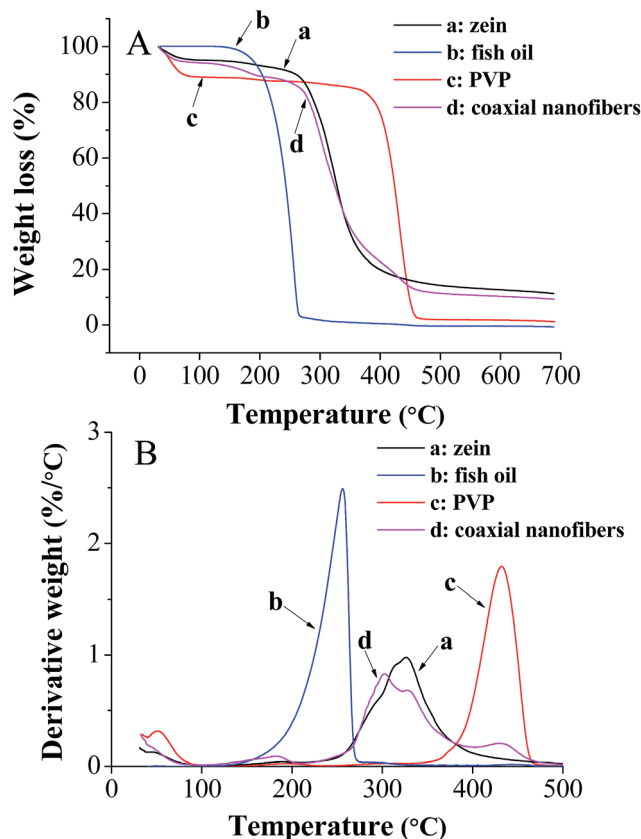 A
b
a
c
d
a: zein
b: fish oil
c: PVP
d: coaxial nanofibers
Weight loss (%)
100
80
60
40
20
0
0 100 200 300 400 500 600 700
Temperature (°C)
B
a: zein
b: fish oil
c: PVP
d: coaxial nanofibers
b
d
a
c
Derivative weight (%/°C)
3
2
1
0
0 100 200 300 400 500
Temperature (°C)